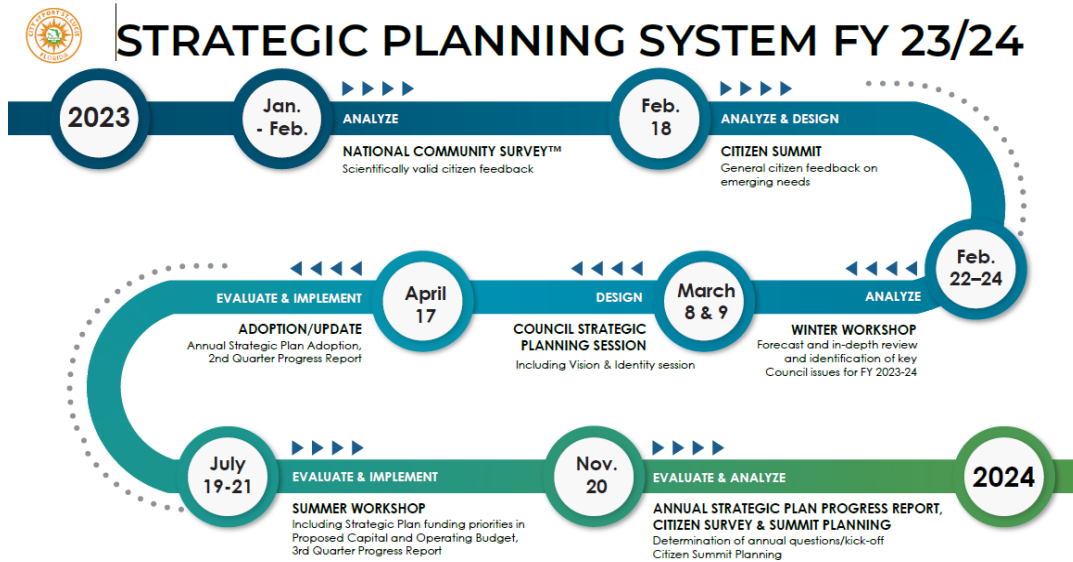 CITY of PORT ST. LUCIE
FLORIDA
STRATEGIC PLANNING SYSTEM FY 23/24
2023
Jan.
- Feb.
ANALYZE
NATIONAL COMMUNITY SURVEY™
Scientifically valid citizen feedback
Feb.
18
ANALYZE & DESIGN
CITIZEN SUMMIT
General citizen feedback on
emerging needs
Feb.
22–24
ANALYZE
WINTER WORKSHOP
Forecast and in-depth review
and identification of key
Council issues for FY 2023-24
March
8 & 9
DESIGN
COUNCIL STRATEGIC
PLANNING SESSION
Including Vision & Identity session
April
17
EVALUATE & IMPLEMENT
ADOPTION/UPDATE
Annual Strategic Plan Adoption,
2nd Quarter Progress Report
July
19-21
EVALUATE & IMPLEMENT
SUMMER WORKSHOP
Including Strategic Plan funding priorities in
Proposed Capital and Operating Budget,
3rd Quarter Progress Report
Nov.
20
EVALUATE & ANALYZE
ANNUAL STRATEGIC PLAN PROGRESS REPORT,
CITIZEN SURVEY & SUMMIT PLANNING
Determination of annual questions/kick-off
Citizen Summit Planning
2024